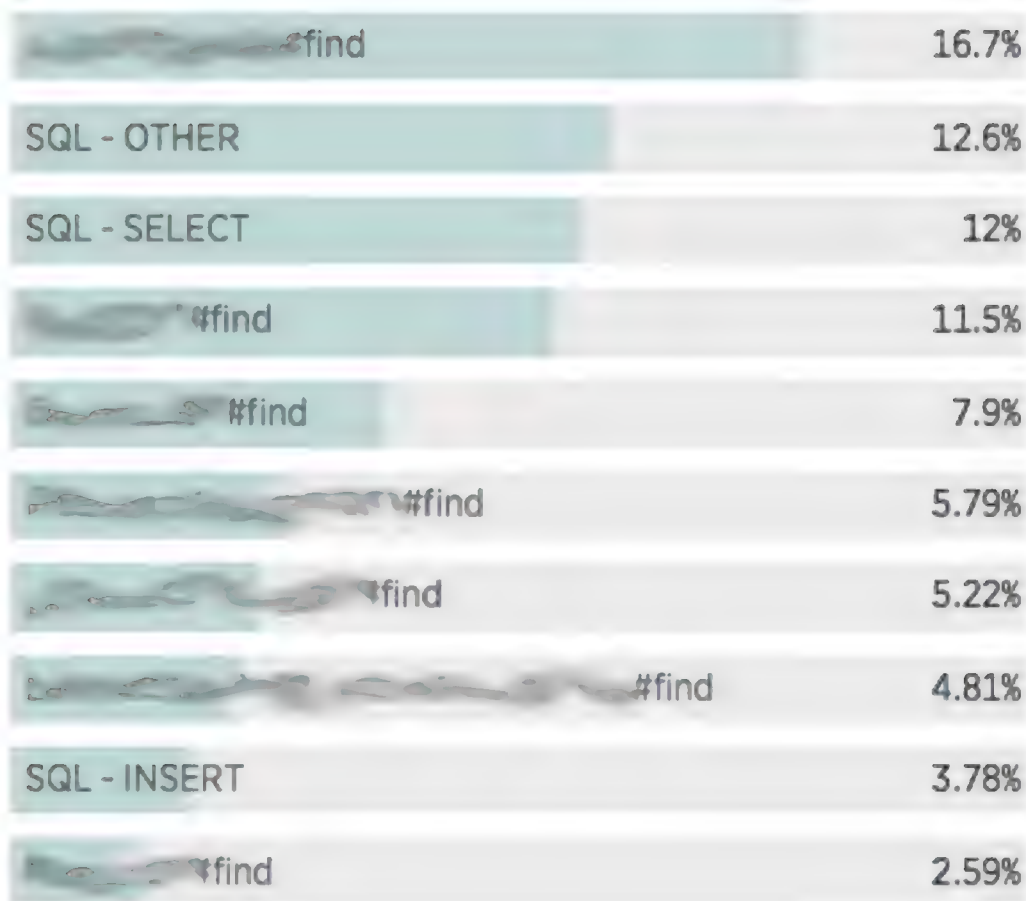 #find 16.7%
SQL - OTHER 12.6%
SQL - SELECT 12%
#find 11.5%
#find 7.9%
#find 5.79%
#find 5.22%
#find 4.81%
SQL - INSERT 3.78%
#find 2.59%